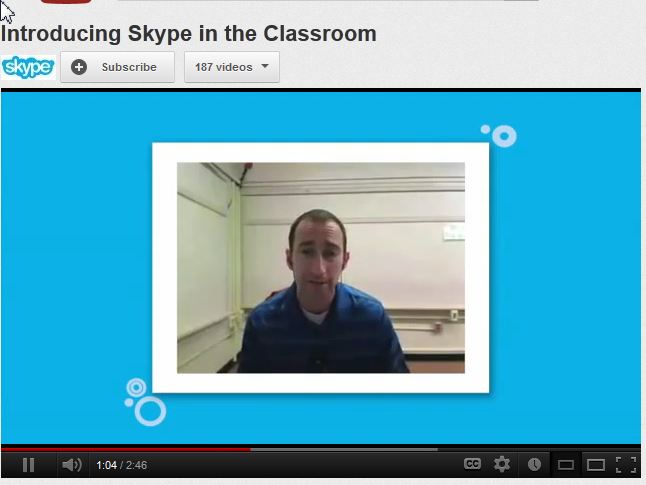 Introducing Skype in the Classroom
skype
Subscribe
187 videos
1:04 / 2:46
CC